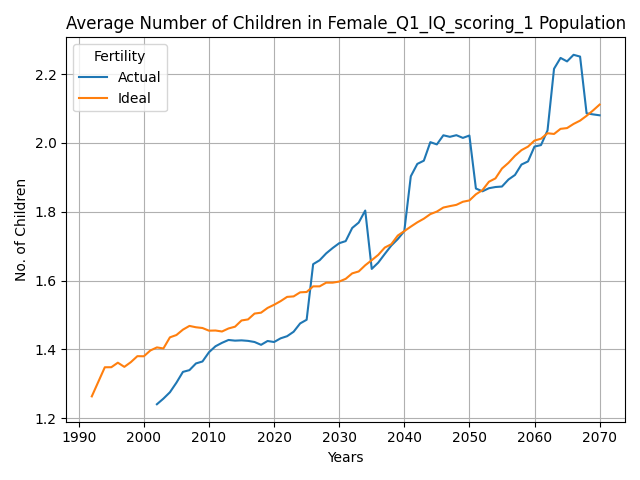 Average Number of Children in Female_Q1_IQ_scoring_1 Population
Fertility
Actual
Ideal
No. of Children
2.2
2.0
1.8
1.6
1.4
1.2
1990 2000 2010 2020 2030 2040 2050 2060 2070
Years